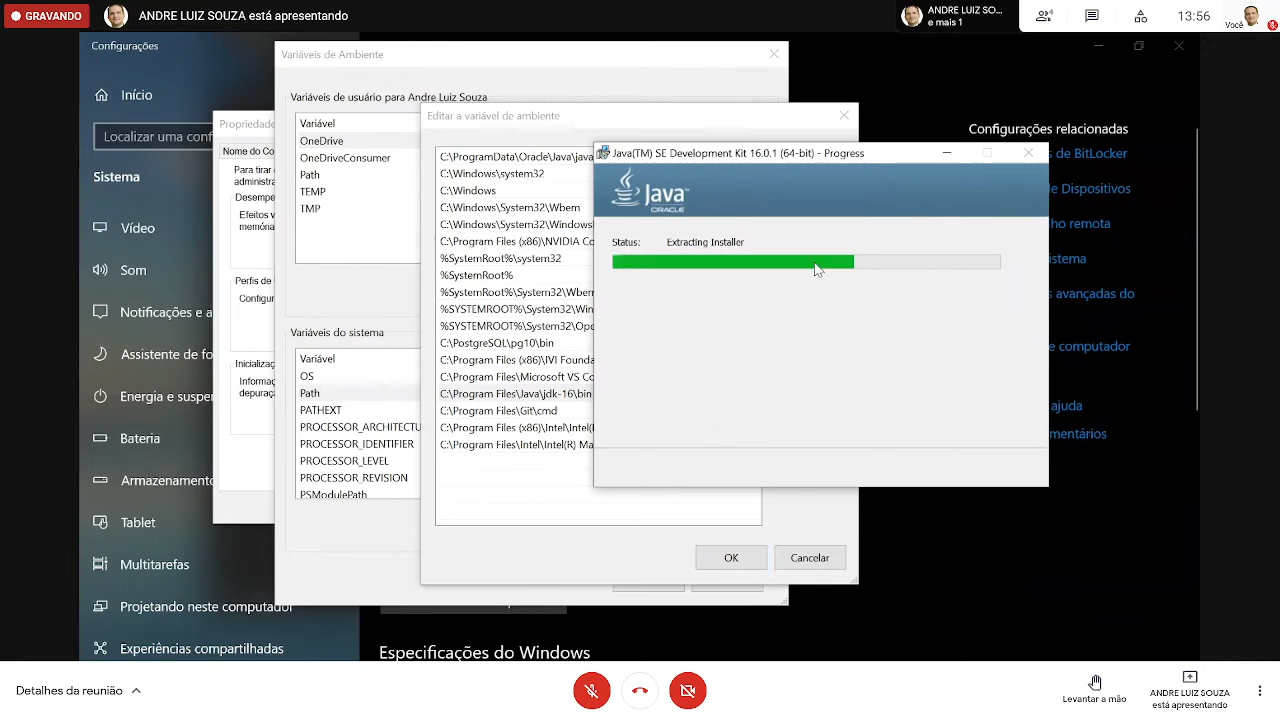 GRAVANDO
ANDRE LUIZ SOUZA está apresentando
ANDRE LUIZ SO...
e mais 1
4
13:56
Você
Configurações
Início
Localizar uma conf
Sistema
Vídeo
Som
Notificações e a
Assistente de fo
Energia e suspen
Bateria
Armazenamento
Tablet
Multitarefas
Projetando neste computador
Experiências compartilhadas
Propriedade
Nome do Co
Para tirar
administra
Desempe
Efeitos v
memória
Perfis de
Configur
Inicializaç
Informaç
depuraçã
Variáveis de Ambiente
Variáveis de usuário para Andre Luiz Souza
Variável
OneDrive
OneDriveConsumer
Path
TEMP
TMP
Variáveis do sistema
Variável
OS
Path
PATHEXT
PROCESSOR_ARCHITECTU
PROCESSOR_IDENTIFIER
PROCESSOR_LEVEL
PROCESSOR_REVISION
PSModulePath
Editar a variável de ambiente
C:\ProgramData\Oracle\Java\java
C:\Windows\system32
C:\Windows
C:\Windows\System32\Wbem
C:\Windows\System32\Windows
C:\Program Files (x86)\NVIDIA Co
%SystemRoot%\system32
%SystemRoot%
%SystemRoot%\System32\Wbem
%SYSTEMROOT%\System32\Win
%SYSTEMROOT%\System32\Ope
C:\PostgreSQL\pg10\bin
C:\Program Files (x86)\IVI Founda
C:\Program Files\Microsoft VS Co
C:\Program Files\Java\jdk-16\bin
C:\Program Files\Git\cmd
C:\Program Files (x86)\Intel\Intel(
C:\Program Files\Intel\Intel(R) Ma
OK
Cancelar
Java(TM) SE Development Kit 16.0.1 (64-bit) - Progress
Java™
ORACLE
Status: Extracting Installer
Configurações relacionadas
de BitLocker
de Dispositivos
ho remota
istema
s avançadas do
e computador
ajuda
mentários
Especificações do Windows
Detalhes da reunião
Levantar a mão
ANDRE LUIZ SOUZA
está apresentando